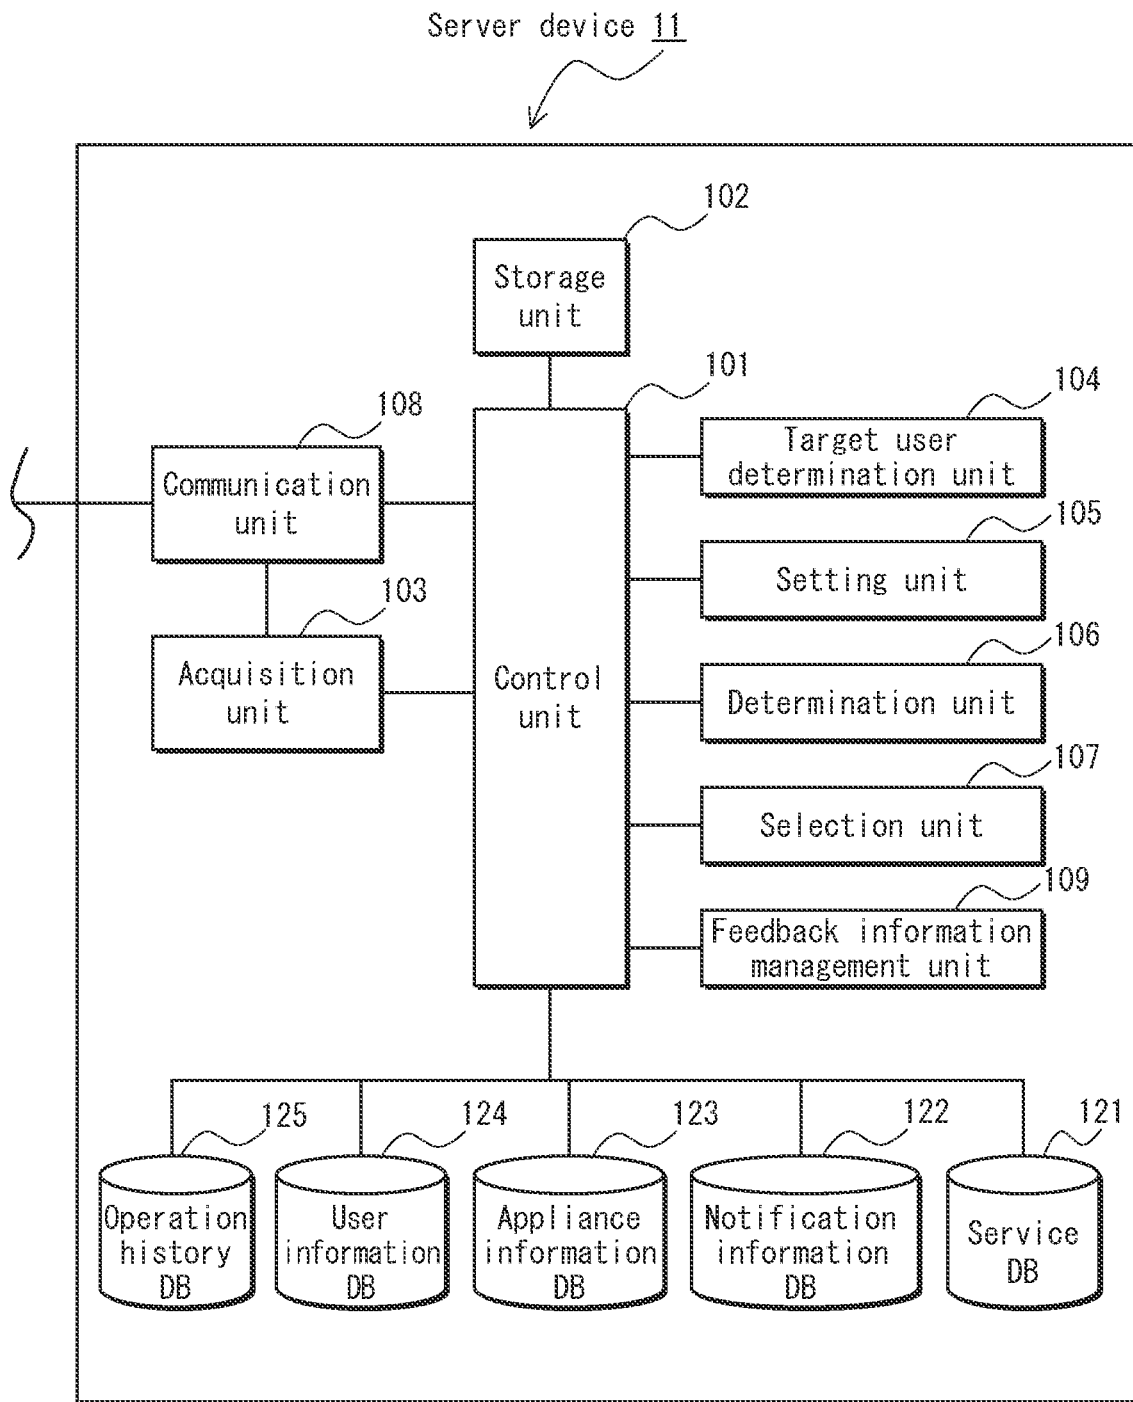 Server device 11
102
Storage
unit
101
104
108
Target user
determination unit
Communication
unit
105
Setting unit
103
Acquisition
unit
106
Control
unit
Determination unit
107
Selection unit
109
Feedback information
management unit
125
124
123
122
121
Operation
history
DB
User
information
DB
Appliance
information
DB
Notification
information
DB
Service
DB